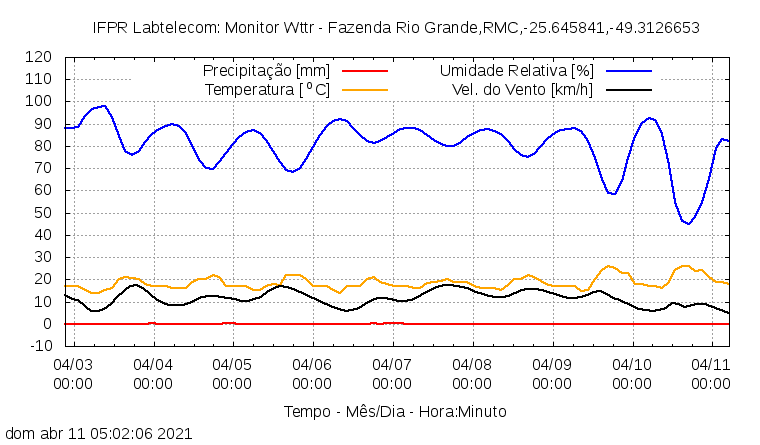 IFPR Labtelecom: Monitor Wttr - Fazenda Rio Grande,RMC,-25.645841,-49.3126653
120
110
100
90
80
70
60
50
40
30
20
10
0
-10
Precipitação [mm] Umidade Relativa [%]
Temperatura [⁰C] Vel. do Vento [km/h]
04/03 04/04 04/05 04/06 04/07 04/08 04/09 04/10 04/11
00:00 00:00 00:00 00:00 00:00 00:00 00:00 00:00 00:00
Tempo - Mês/Dia - Hora:Minuto
dom abr 11 05:02:06 2021